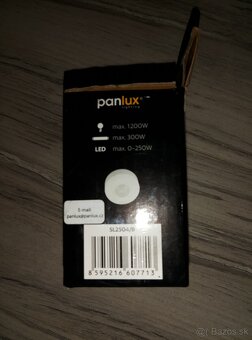 panlux
lighting
max. 1200W
max. 300W
LED max. 0-250W
E-mail:
panlux@panlux.cz
SL2504/B
8 595216 607713
bazos.sk